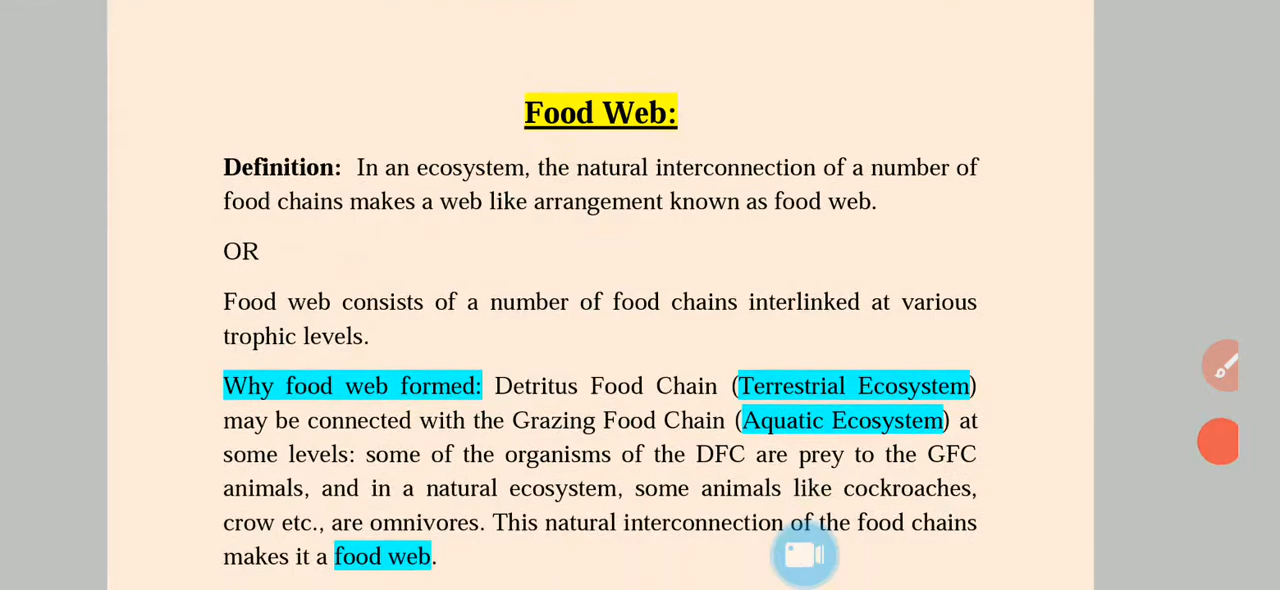 Food Web:
Definition: In an ecosystem, the natural interconnection of a number of
food chains makes a web like arrangement known as food web.
OR
Food web consists of a number of food chains interlinked at various
trophic levels.
Why food web formed: Detritus Food Chain (Terrestrial Ecosystem)
may be connected with the Grazing Food Chain (Aquatic Ecosystem) at
some levels: some of the organisms of the DFC are prey to the GFC
animals, and in a natural ecosystem, some animals like cockroaches,
crow etc., are omnivores. This natural interconnection of the food chains
makes it a food web.